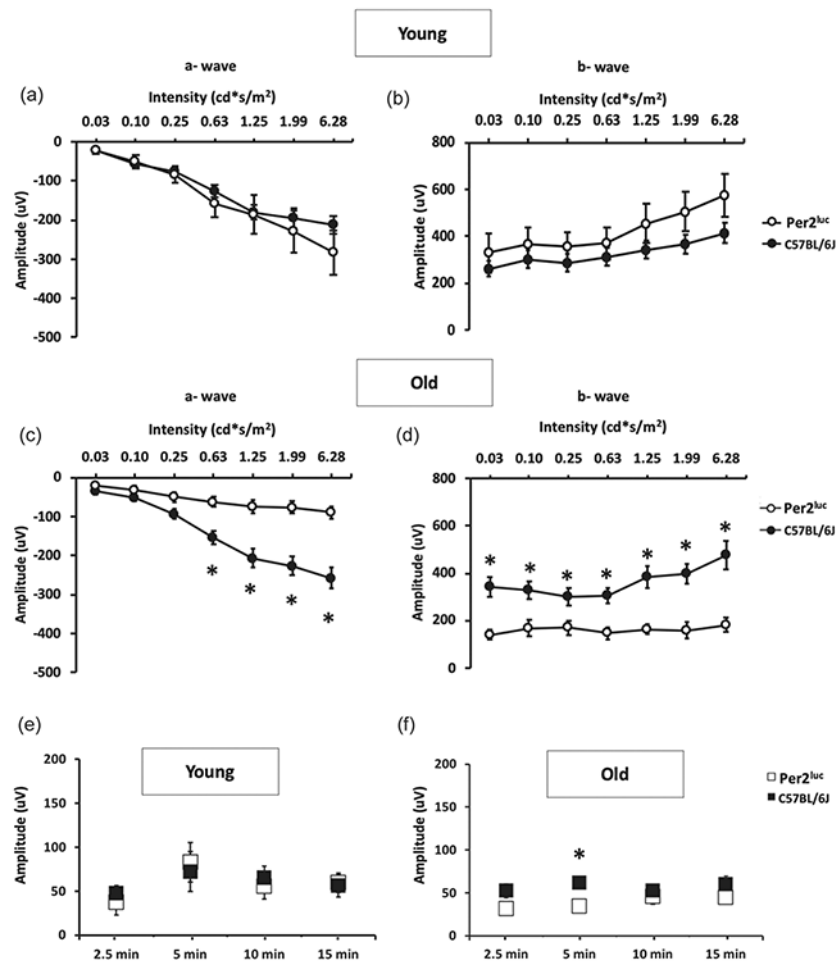 Young
a- wave
b- wave
(a)
Intensity (cd*s/m²)
0.03 0.10 0.25 0.63 1.25 1.99 6.28
0
-100
-200
-300
-400
-500
Amplitude (uV)
(b)
Intensity (cd*s/m²)
0.03 0.10 0.25 0.63 1.25 1.99 6.28
800
600
400
200
0
Amplitude (uV)
Per2luc
C57BL/6J
Old
a- wave
b- wave
(c)
Intensity (cd*s/m²)
0.03 0.10 0.25 0.63 1.25 1.99 6.28
0
-100
-200
-300
-400
-500
Amplitude (uV)
* * * *
(d)
Intensity (cd*s/m²)
0.03 0.10 0.25 0.63 1.25 1.99 6.28
800
600
400
200
0
Amplitude (uV)
* * * * * * *
Per2luc
C57BL/6J
(e)
Young
200
150
100
50
0
Amplitude (uV)
2.5 min 5 min 10 min 15 min
(f)
Old
200
150
100
50
0
Amplitude (uV)
*
2.5 min 5 min 10 min 15 min
Per2luc
C57BL/6J